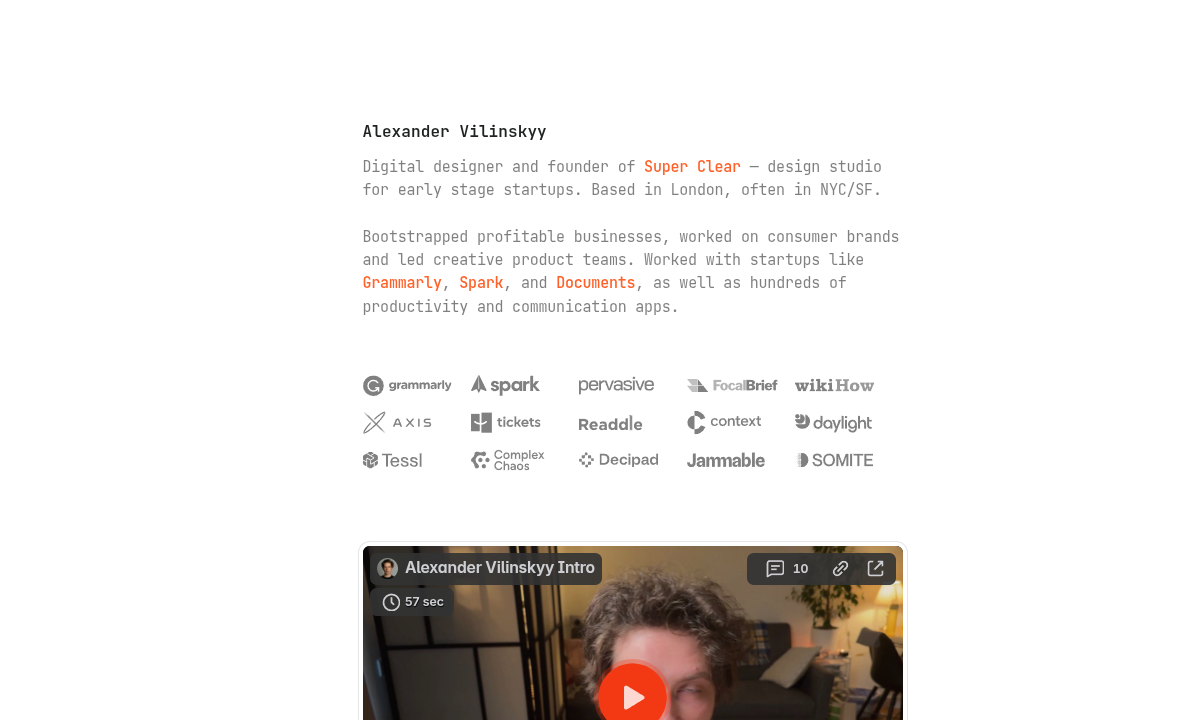 Alexander Vilinskyy
Digital designer and founder of Super Clear — design studio
for early stage startups. Based in London, often in NYC/SF.
Bootstrapped profitable businesses, worked on consumer brands
and led creative product teams. Worked with startups like
Grammarly, Spark, and Documents, as well as hundreds of
productivity and communication apps.
grammarly spark pervasive FocalBrief wikiHow
AXIS tickets Readdle context daylight
Tessl Complex Chaos Decipad Jammable SOMITE
Alexander Vilinskyy Intro 10
57 sec